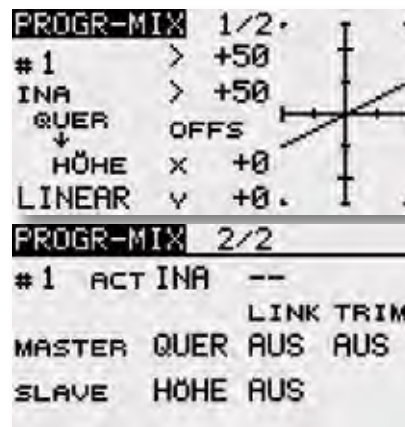 PROGR-MIX 1/2
#1 > +50
INA > +50
QUER OFFS
↓
HÖHE X +0
LINEAR Y +0
PROGR-MIX 2/2
#1 ACT INA --
LINK TRIM
MASTER QUER AUS AUS
SLAVE HÖHE AUS